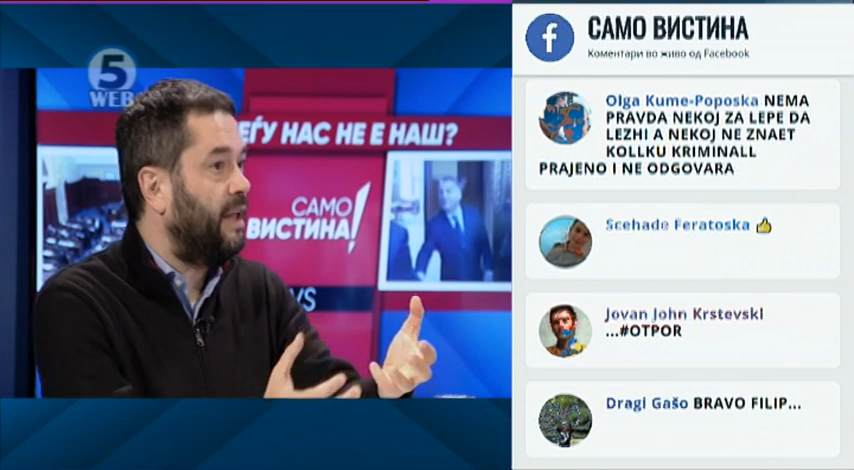 5
WEB
ЕЃУ НАС НЕ Е НАШ?
САМО
ВИСТИНА!
VS
f
САМО ВИСТИНА
Коментари во живо од Facebook
Olga Kume-Poposka NEMA
PRAVDA NEKOJ ZA LEPE DA
LEZHI A NEKOJ NE ZNAET
KOLLKU KRIMINALL
PRAJENO I NE ODGOVARA
Scehade Feratoska 👍
Jovan John Krstevski
...#OTPOR
Dragi Gašo BRAVO FILIP...